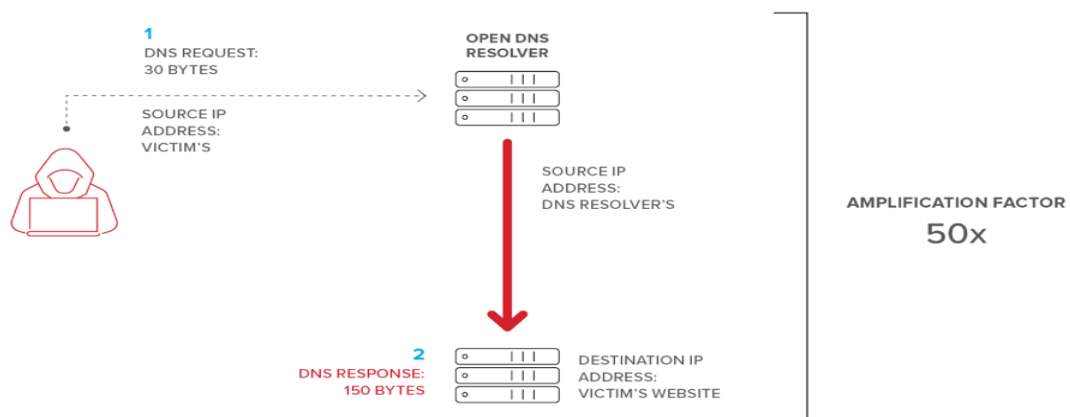 1
DNS REQUEST:
30 BYTES
SOURCE IP
ADDRESS:
VICTIM'S
OPEN DNS
RESOLVER
SOURCE IP
ADDRESS:
DNS RESOLVER'S
AMPLIFICATION FACTOR
50x
2
DNS RESPONSE:
150 BYTES
DESTINATION IP
ADDRESS:
VICTIM'S WEBSITE